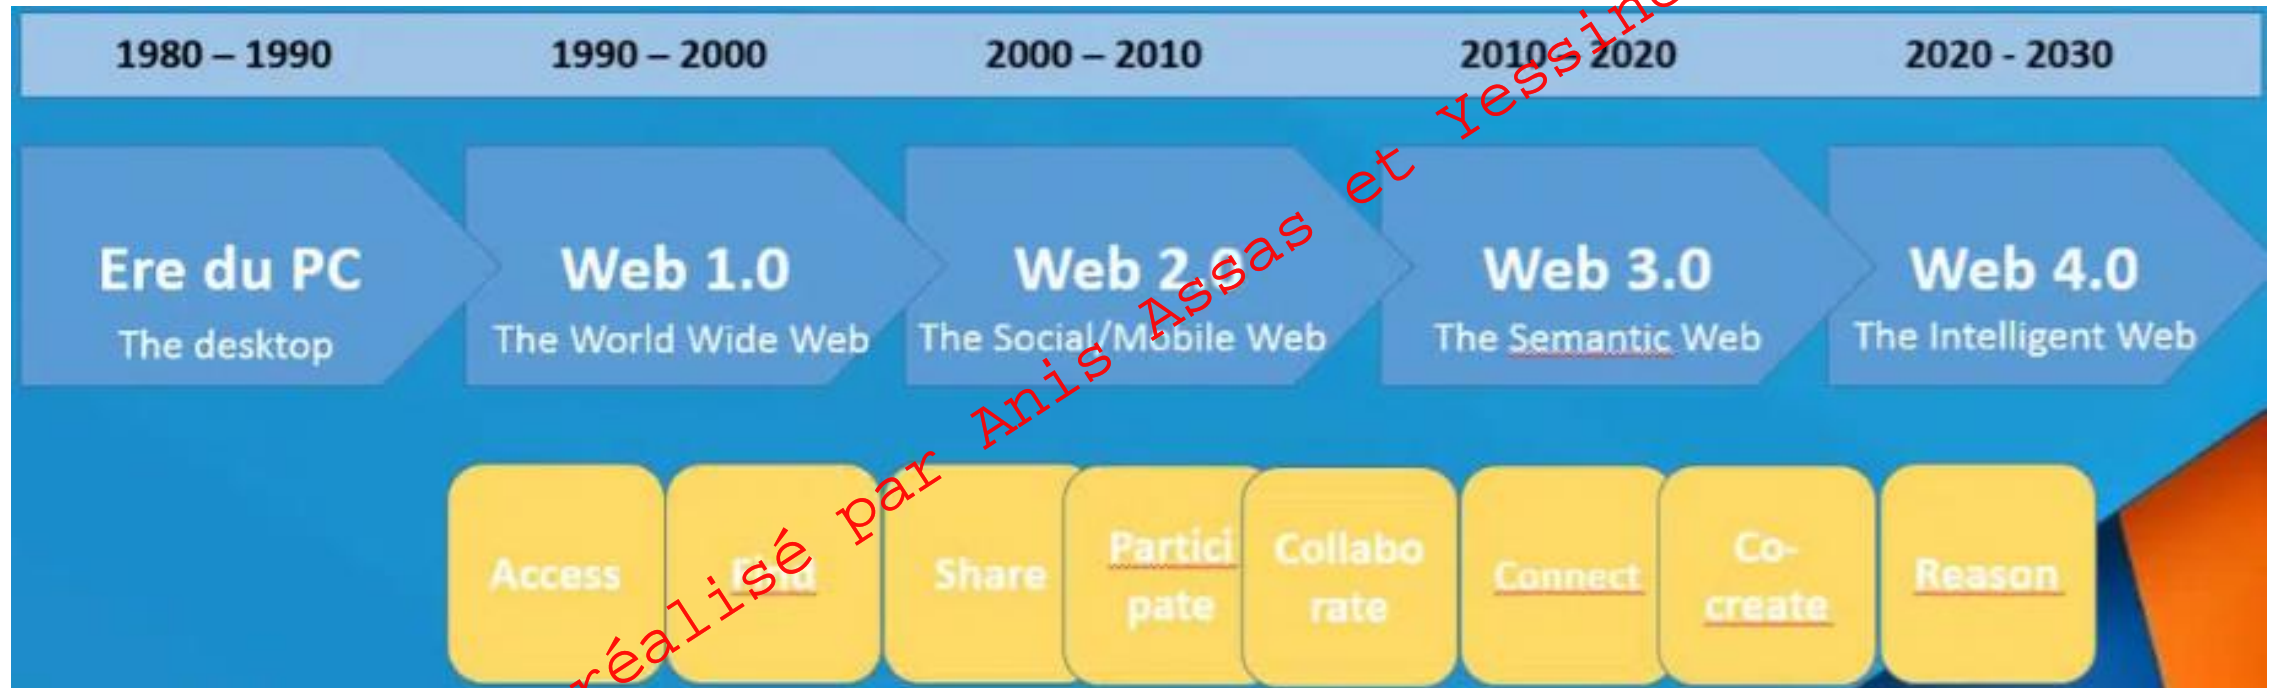 1980 – 1990
1990 – 2000
2000 – 2010
2010 – 2020
2020 - 2030
Ere du PC
The desktop
Web 1.0
The World Wide Web
Web 2.0
The Social/Mobile Web
Web 3.0
The Semantic Web
Web 4.0
The Intelligent Web
Access
Find
Share
Partici
pate
Collabo
rate
Connect
Co-
create
Reason
réalisé par Anis Assas et